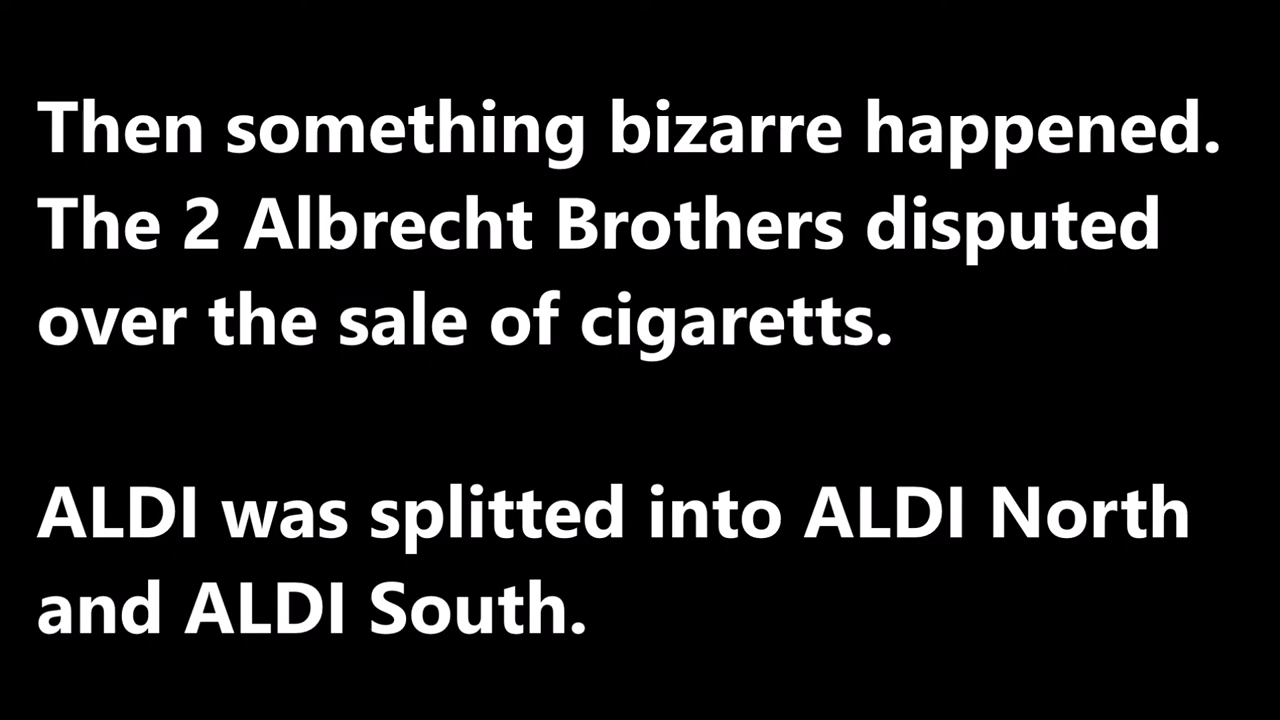 Then something bizarre happened.
The 2 Albrecht Brothers disputed
over the sale of cigaretts.
ALDI was splitted into ALDI North
and ALDI South.